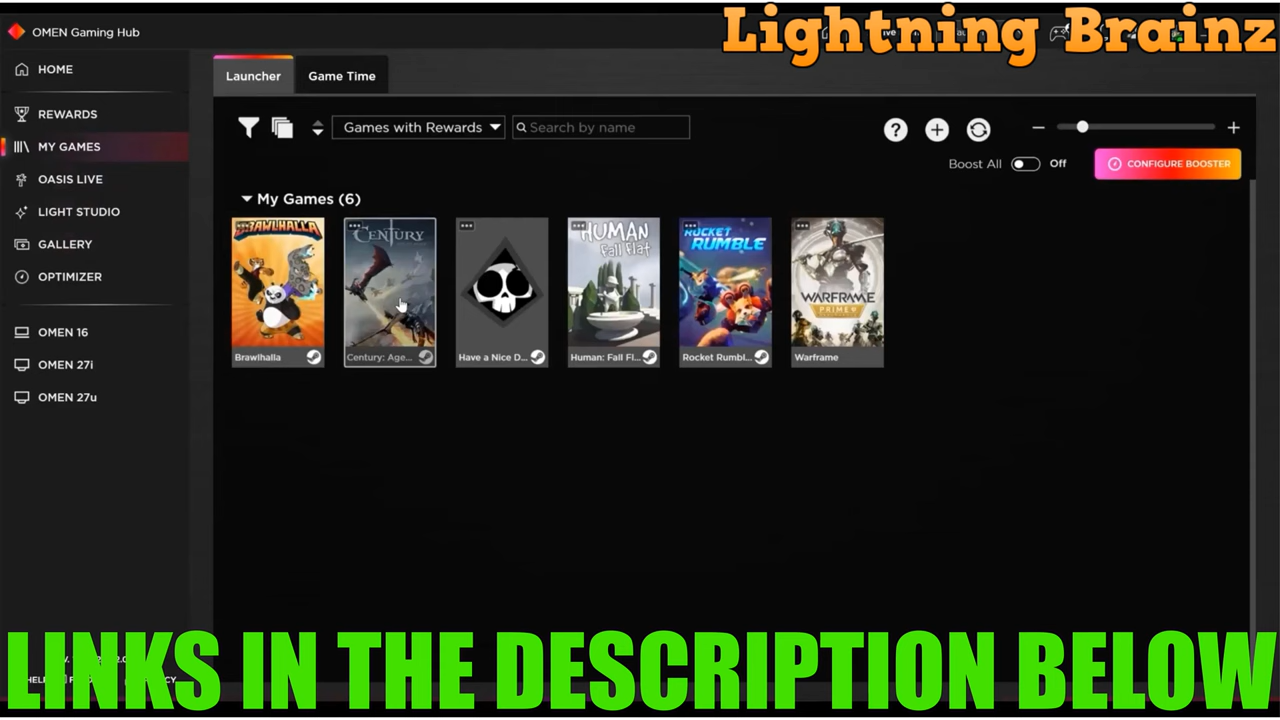 OMEN Gaming Hub
Lightning Brainz
HOME
REWARDS
MY GAMES
OASIS LIVE
LIGHT STUDIO
GALLERY
OPTIMIZER
OMEN 16
OMEN 27i
OMEN 27u
Launcher
Game Time
Games with Rewards
Search by name
Boost All
Off
CONFIGURE BOOSTER
My Games (6)
BRAWLHALLA
CENTURY
HUMAN
fall flat
ROCKET
RUMBLE
WARFRAME
PRIME
Brawlhalla
Century: Age...
Have a Nice D...
Human: Fall Fl...
Rocket Rumbl...
Warframe
LINKS IN THE DESCRIPTION BELOW